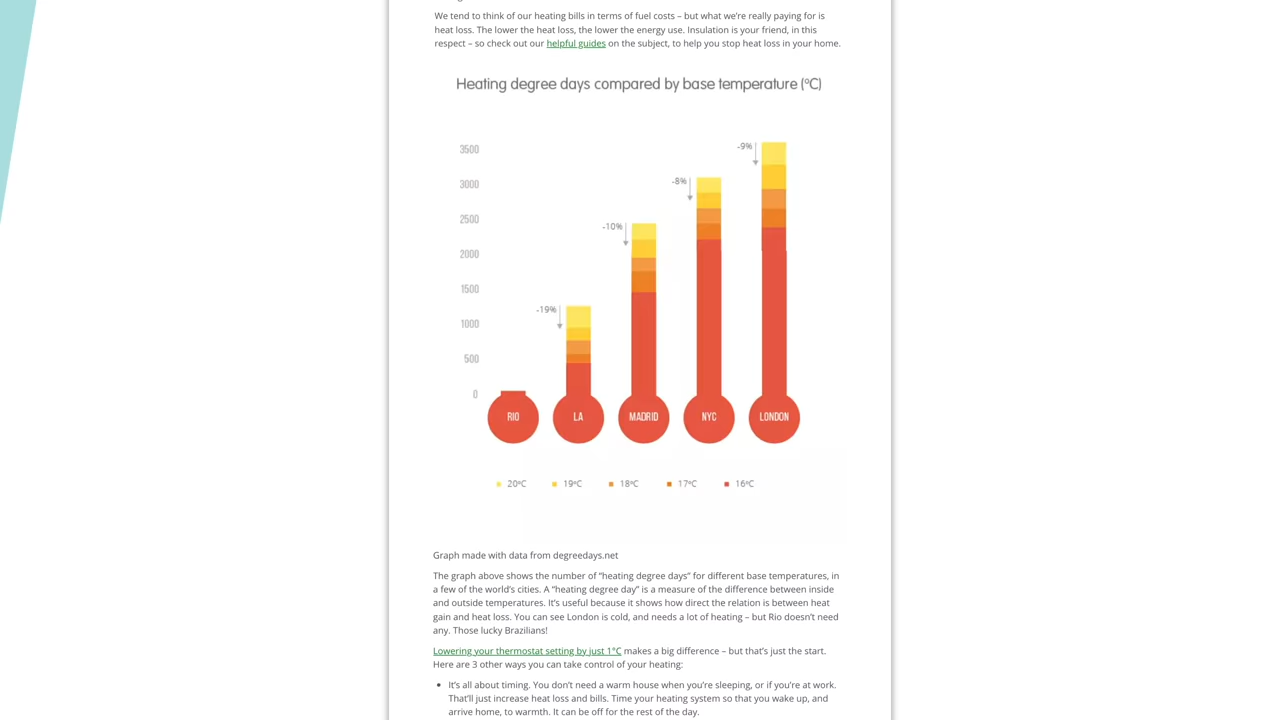 We tend to think of our heating bills in terms of fuel costs – but what we're really paying for is
heat loss. The lower the heat loss, the lower the energy use. Insulation is your friend, in this
respect – so check out our helpful guides on the subject, to help you stop heat loss in your home.
Heating degree days compared by base temperature (ºC)
-9%
3500
-8%
3000
-10%
2500
2000
1500
-19%
1000
500
0
RIO LA MADRID NYC LONDON
20ºC 19ºC 18ºC 17ºC 16ºC
Graph made with data from degreedays.net
The graph above shows the number of "heating degree days" for different base temperatures, in
a few of the world's cities. A "heating degree day" is a measure of the difference between inside
and outside temperatures. It's useful because it shows how direct the relation is between heat
gain and heat loss. You can see London is cold, and needs a lot of heating – but Rio doesn't need
any. Those lucky Brazilians!
Lowering your thermostat setting by just 1°C makes a big difference – but that's just the start.
Here are 3 other ways you can take control of your heating:
• It's all about timing. You don't need a warm house when you're sleeping, or if you're at work.
That'll just increase heat loss and bills. Time your heating system so that you wake up, and
arrive home, to warmth. It can be off for the rest of the day.